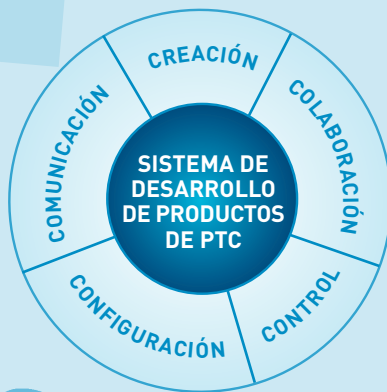 CREACIÓN
COLABORACIÓN
CONTROL
CONFIGURACIÓN
COMUNICACIÓN
SISTEMA DE
DESARROLLO
DE PRODUCTOS
DE PTC